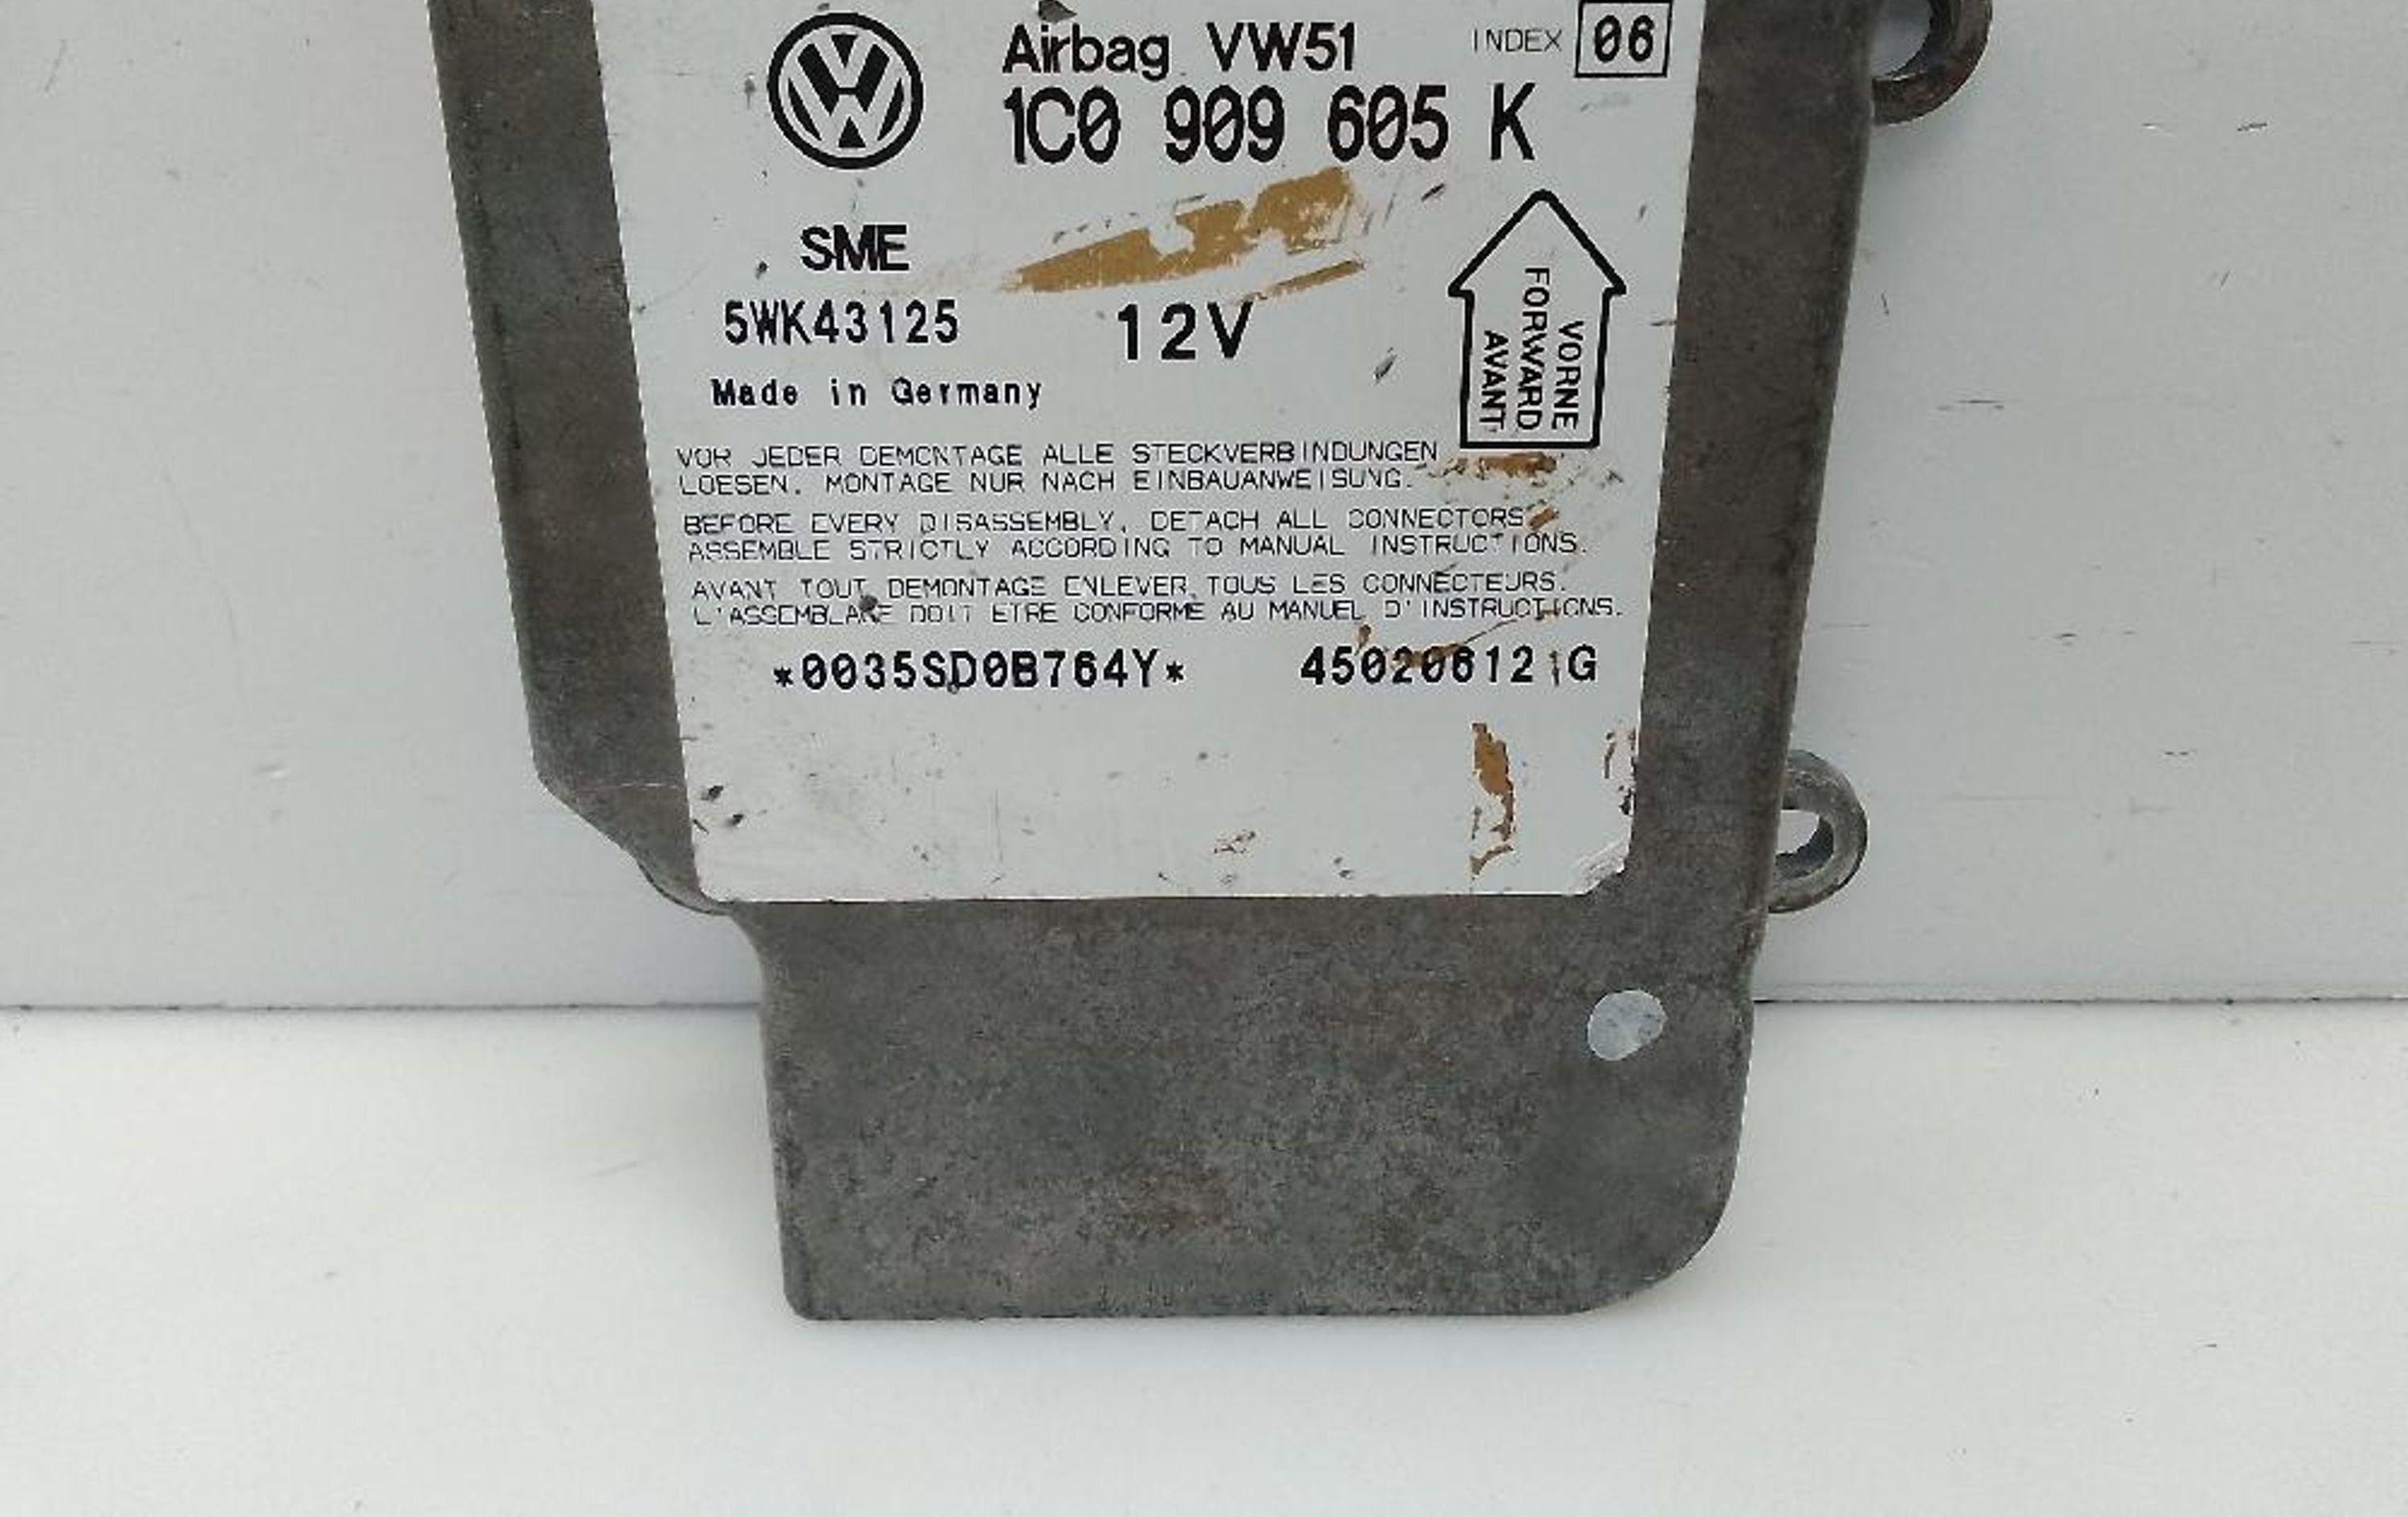 Airbag VW51 INDEX 06
1C0 909 605 K
SME
5WK43125 12V
Made in Germany
VORNE
FORWARD
AVANT
VOR JEDER DEMONTAGE ALLE STECKVERBINDUNGEN
LOESEN. MONTAGE NUR NACH EINBAUANWEISUNG.
BEFORE EVERY DISASSEMBLY, DETACH ALL CONNECTORS
ASSEMBLE STRICTLY ACCORDING TO MANUAL INSTRUCTIONS.
AVANT TOUT DEMONTAGE ENLEVER TOUS LES CONNECTEURS.
L'ASSEMBLAGE DOIT ETRE CONFORME AU MANUEL D'INSTRUCTIONS.
*0035SD0B764Y* 450206121G